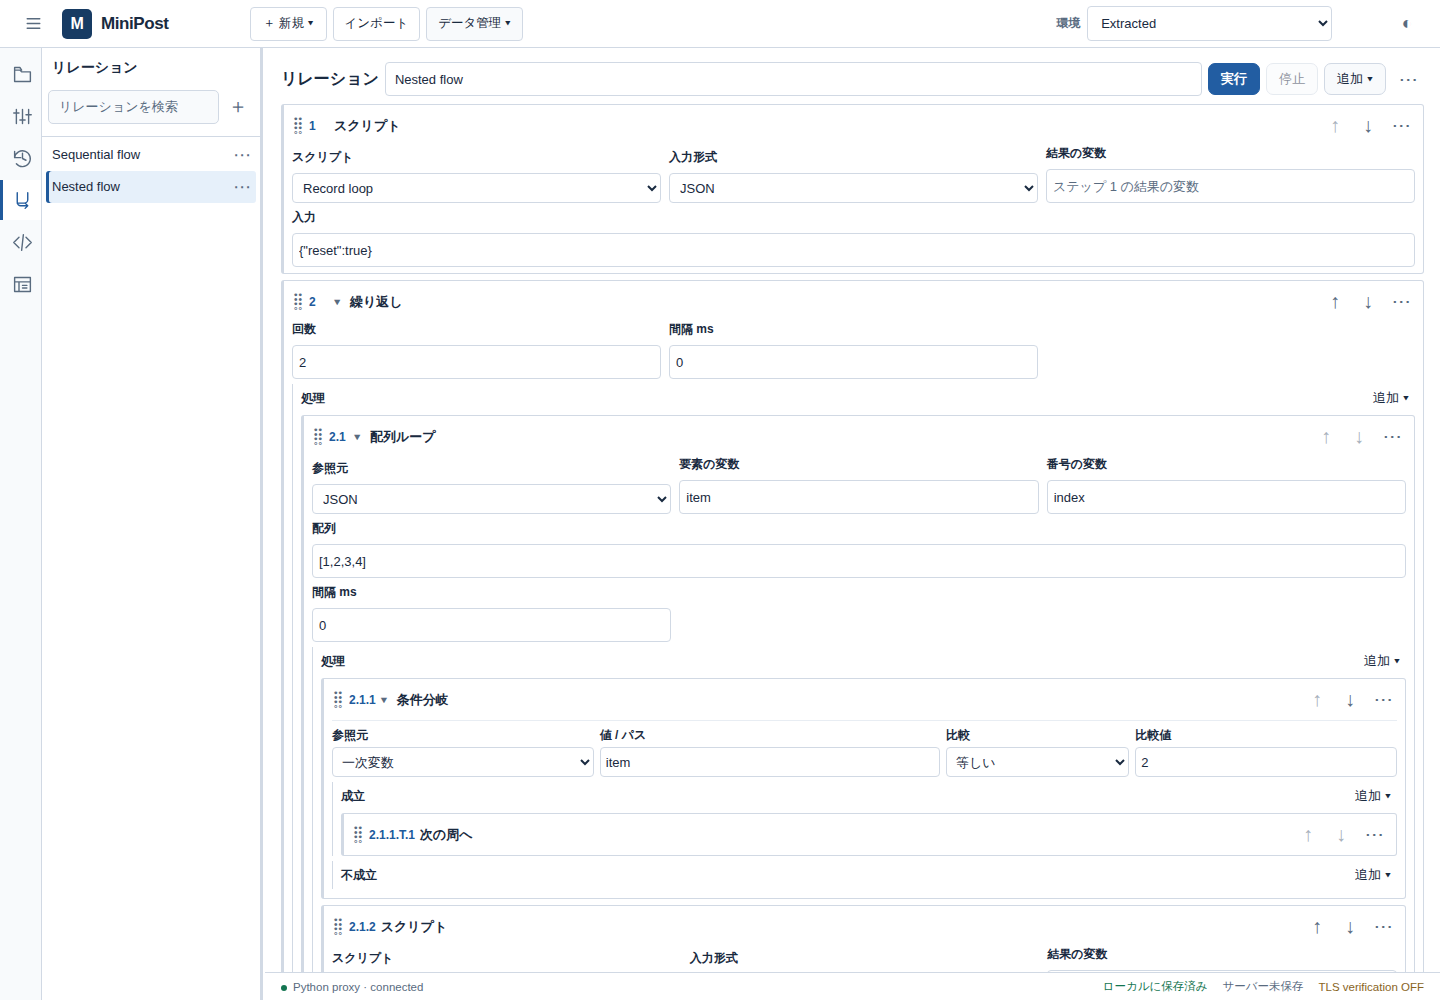 M MiniPost ＋ 新規 ▾ インポート データ管理 ▾ 環境 Extracted
リレーション
リレーションを検索 ＋
Sequential flow ...
Nested flow ...
リレーション Nested flow 実行 停止 追加 ▾ ...
1 スクリプト ↑ ↓ ...
スクリプト 入力形式 結果の変数
Record loop JSON ステップ 1 の結果の変数
入力
{"reset":true}
2 ▾ 繰り返し ↑ ↓ ...
回数 間隔 ms
2 0
処理 追加 ▾
2.1 ▾ 配列ループ ↑ ↓ ...
参照元 要素の変数 番号の変数
JSON item index
配列
[1,2,3,4]
間隔 ms
0
処理 追加 ▾
2.1.1 ▾ 条件分岐 ↑ ↓ ...
参照元 値 / パス 比較 比較値
一次変数 item 等しい 2
成立 追加 ▾
2.1.1.T.1 次の周へ ↑ ↓ ...
不成立 追加 ▾
2.1.2 スクリプト ↑ ↓ ...
スクリプト 入力形式 結果の変数
Python proxy · connected ローカルに保存済み サーバー未保存 TLS verification OFF